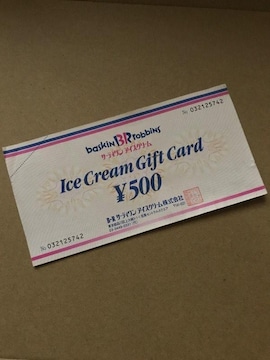 baskin BR robbins
サーティワン アイスクリーム
№ 032125742
Ice Cream Gift Card
¥500
サーティワン アイスクリーム株式会社
№ 032125742